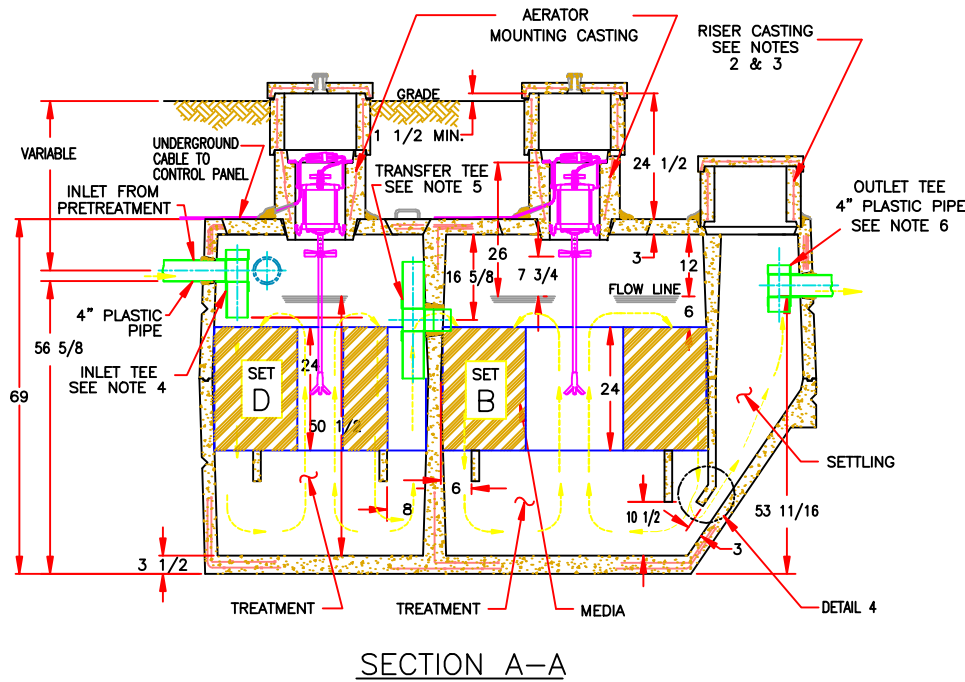 AERATOR
MOUNTING CASTING
RISER CASTING
SEE NOTES
2 & 3
GRADE
1 1/2 MIN.
VARIABLE
UNDERGROUND
CABLE TO
CONTROL PANEL
TRANSFER TEE
SEE NOTE 5
24 1/2
INLET FROM
PRETREATMENT
OUTLET TEE
4" PLASTIC PIPE
SEE NOTE 6
26
16 5/8
7 3/4
3
12
FLOW LINE
6
4" PLASTIC
PIPE
56 5/8
INLET TEE
SEE NOTE 4
69
24
SET
D
SET
B
24
50 1/2
SETTLING
6
8
10 1/2
53 11/16
3
3 1/2
TREATMENT
TREATMENT
MEDIA
DETAIL 4
SECTION A-A